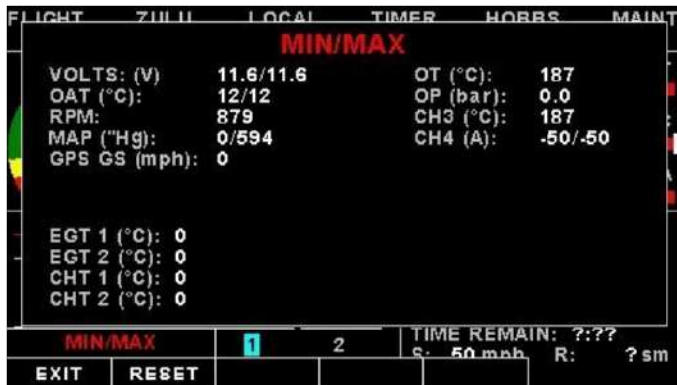 FLIGHT ZULU LOCAL TIMER HOBBS MAINT
MIN/MAX
VOLTS: (V) 11.6/11.6 OT (°C): 187
OAT (°C): 12/12 OP (bar): 0.0
RPM: 879 CH3 (°C): 187
MAP ("Hg): 0/594 CH4 (A): -50/-50
GPS GS (mph): 0
EGT 1 (°C): 0
EGT 2 (°C): 0
CHT 1 (°C): 0
CHT 2 (°C): 0
MIN/MAX 1 2 TIME REMAIN: ?:??
S: 50 mph R: ? sm
EXIT RESET